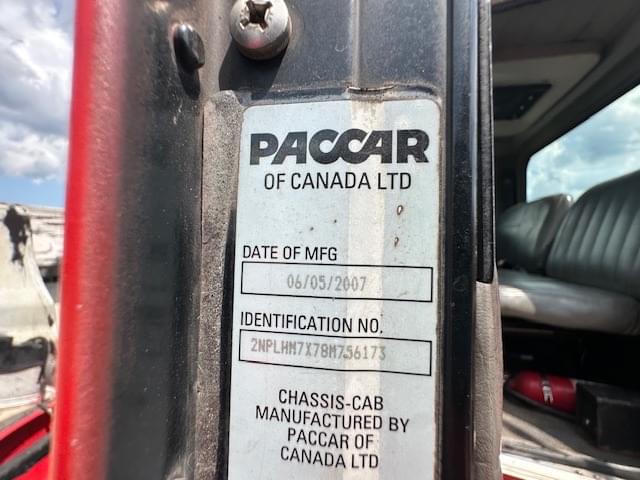 PACCAR
OF CANADA LTD
DATE OF MFG
06/05/2007
IDENTIFICATION NO.
2NPLHM7X78M756173
CHASSIS-CAB
MANUFACTURED BY
PACCAR OF
CANADA LTD